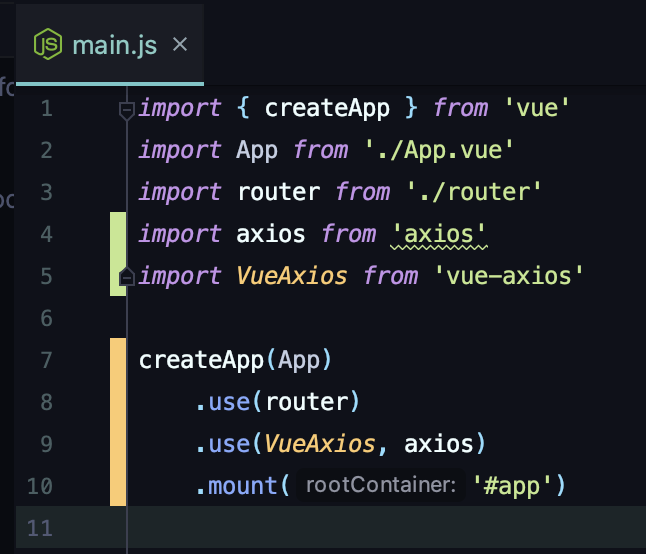 main.js ×
1 import { createApp } from 'vue'
2 import App from './App.vue'
3 import router from './router'
4 import axios from 'axios'
5 import VueAxios from 'vue-axios'
6
7 createApp(App)
8     .use(router)
9     .use(VueAxios, axios)
10     .mount( rootContainer: '#app')
11